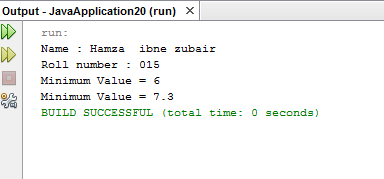 Output - JavaApplication20 (run)
run:
Name : Hamza  ibne zubair
Roll number : 015
Minimum Value = 6
Minimum Value = 7.3
BUILD SUCCESSFUL (total time: 0 seconds)